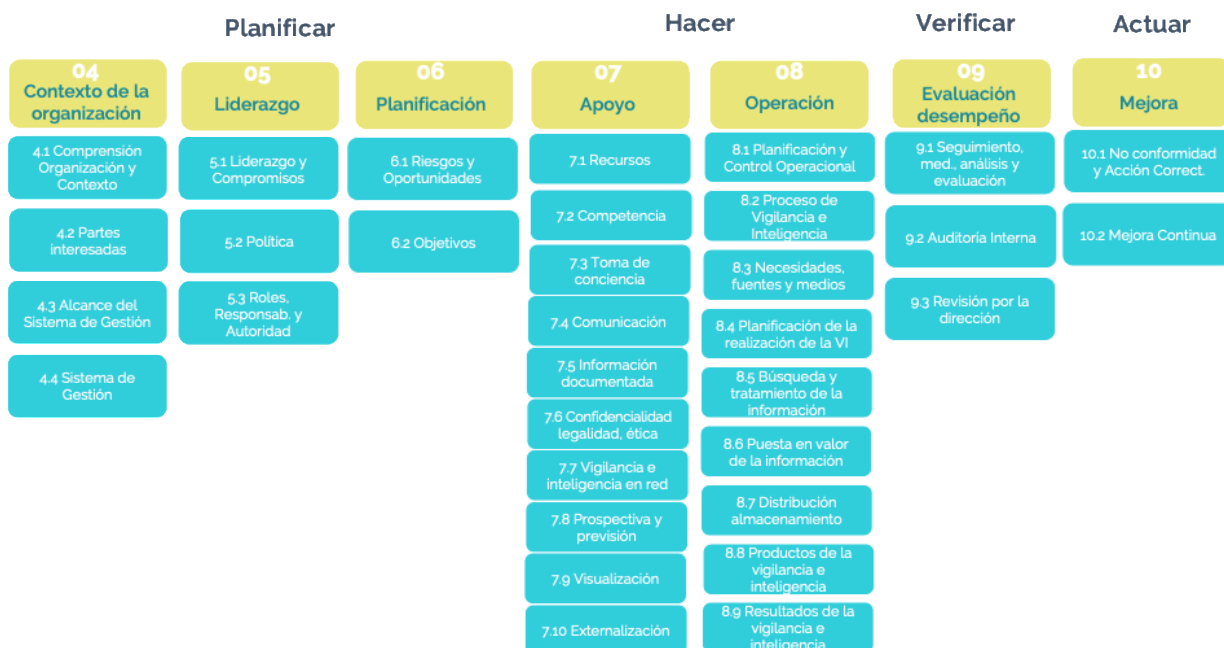 Planificar
Hacer
Verificar
Actuar
04
Contexto de la
organización
4.1 Comprensión
Organización y
Contexto
4.2 Partes
interesadas
4.3 Alcance del
Sistema de Gestión
4.4 Sistema de
Gestión
05
Liderazgo
5.1 Liderazgo y
Compromisos
5.2 Política
5.3 Roles,
Responsab. y
Autoridad
06
Planificación
6.1 Riesgos y
Oportunidades
6.2 Objetivos
07
Apoyo
7.1 Recursos
7.2 Competencia
7.3 Toma de
conciencia
7.4 Comunicación
7.5 Información
documentada
7.6 Confidencialidad
legalidad, ética
7.7 Vigilancia e
inteligencia en red
7.8 Prospectiva y
previsión
7.9 Visualización
7.10 Externalización
08
Operación
8.1 Planificación y
Control Operacional
8.2 Proceso de
Vigilancia e
Inteligencia
8.3 Necesidades,
fuentes y medios
8.4 Planificación de la
realización de la VI
8.5 Búsqueda y
tratamiento de la
información
8.6 Puesta en valor
de la información
8.7 Distribución
almacenamiento
8.8 Productos de la
vigilancia e
inteligencia
8.9 Resultados de la
vigilancia e
inteligencia
09
Evaluación
desempeño
9.1 Seguimiento,
med., análisis y
evaluación
9.2 Auditoría Interna
9.3 Revisión por la
dirección
10
Mejora
10.1 No conformidad
y Acción Correct.
10.2 Mejora Continua